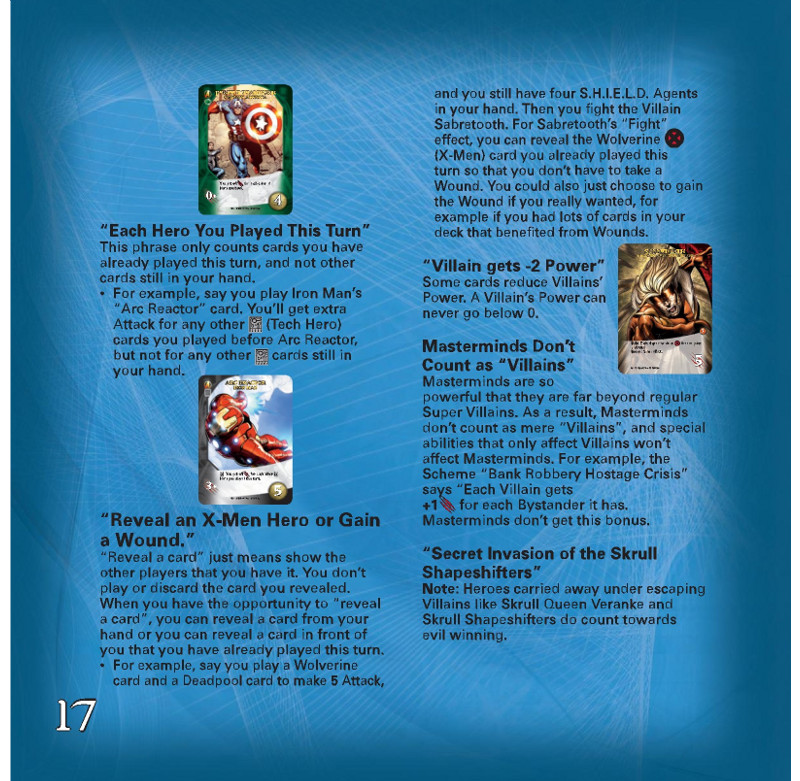 "Each Hero You Played This Turn"
This phrase only counts cards you have
already played this turn, and not other
cards still in your hand.
• For example, say you play Iron Man's
"Arc Reactor" card. You'll get extra
Attack for any other (Tech Hero)
cards you played before Arc Reactor,
but not for any other cards still in
your hand.
ARC REACTOR
3+
5
"Reveal an X-Men Hero or Gain
a Wound."
"Reveal a card" just means show the
other players that you have it. You don't
play or discard the card you revealed.
When you have the opportunity to "reveal
a card", you can reveal a card from your
hand or you can reveal a card in front of
you that you have already played this turn.
• For example, say you play a Wolverine
card and a Deadpool card to make 5 Attack,
and you still have four S.H.I.E.L.D. Agents
in your hand. Then you fight the Villain
Sabretooth. For Sabretooth's "Fight"
effect, you can reveal the Wolverine
(X-Men) card you already played this
turn so that you don't have to take a
Wound. You could also just choose to gain
the Wound if you really wanted, for
example if you had lots of cards in your
deck that benefited from Wounds.
"Villain gets -2 Power"
Some cards reduce Villains'
Power. A Villain's Power can
never go below 0.
5
Masterminds Don't
Count as "Villains"
Masterminds are so
powerful that they are far beyond regular
Super Villains. As a result, Masterminds
don't count as mere "Villains", and special
abilities that only affect Villains won't
affect Masterminds. For example, the
Scheme "Bank Robbery Hostage Crisis"
says "Each Villain gets
+1 for each Bystander it has.
Masterminds don't get this bonus.
"Secret Invasion of the Skrull
Shapeshifters"
Note: Heroes carried away under escaping
Villains like Skrull Queen Veranke and
Skrull Shapeshifters do count towards
evil winning.
17